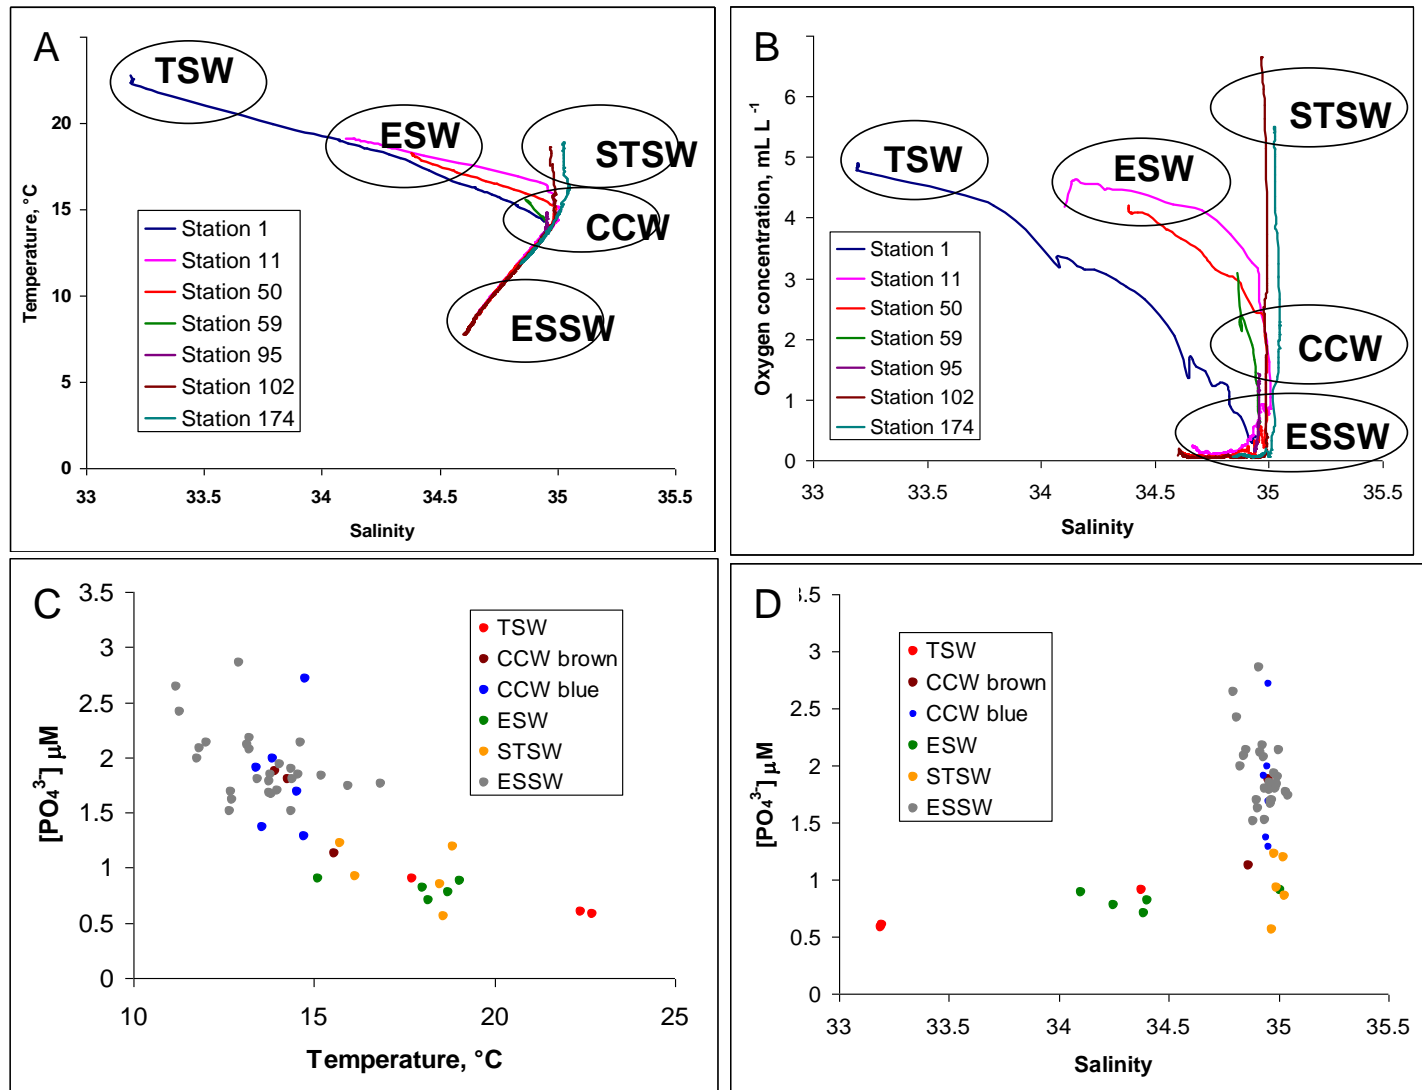 A
TSW
ESW
STSW
CCW
ESSW
25
20
15
10
5
0
Temperature, °C
33
33.5
34
34.5
35
35.5
Salinity
Station 1
Station 11
Station 50
Station 59
Station 95
Station 102
Station 174
B
STSW
TSW
ESW
CCW
ESSW
6
5
4
3
2
1
0
Oxygen concentration, mL L -1
33
33.5
34
34.5
35
35.5
Salinity
Station 1
Station 11
Station 50
Station 59
Station 95
Station 102
Station 174
C
3.5
3
2.5
2
1.5
1
0.5
0
[PO4 3-] µM
10
15
20
25
Temperature, °C
TSW
CCW brown
CCW blue
ESW
STSW
ESSW
D
.5
3
2.5
2
1.5
1
0.5
0
[PO4 3-] µM
33
33.5
34
34.5
35
35.5
Salinity
TSW
CCW brown
CCW blue
ESW
STSW
ESSW